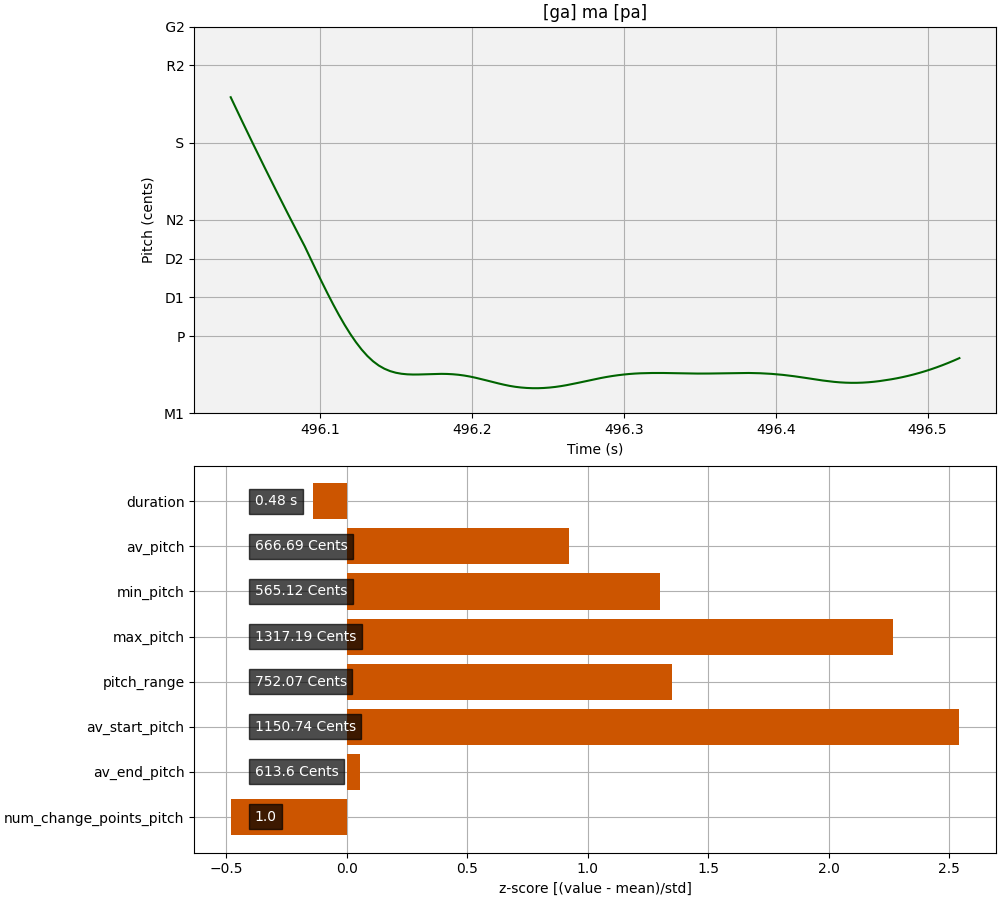 [ga] ma [pa]
G2
R2
S
N2
D2
D1
P
M1
Pitch (cents)
496.1 496.2 496.3 496.4 496.5
Time (s)
duration 0.48 s
av_pitch 666.69 Cents
min_pitch 565.12 Cents
max_pitch 1317.19 Cents
pitch_range 752.07 Cents
av_start_pitch 1150.74 Cents
av_end_pitch 613.6 Cents
num_change_points_pitch 1.0
−0.5 0.0 0.5 1.0 1.5 2.0 2.5
z-score [(value - mean)/std]